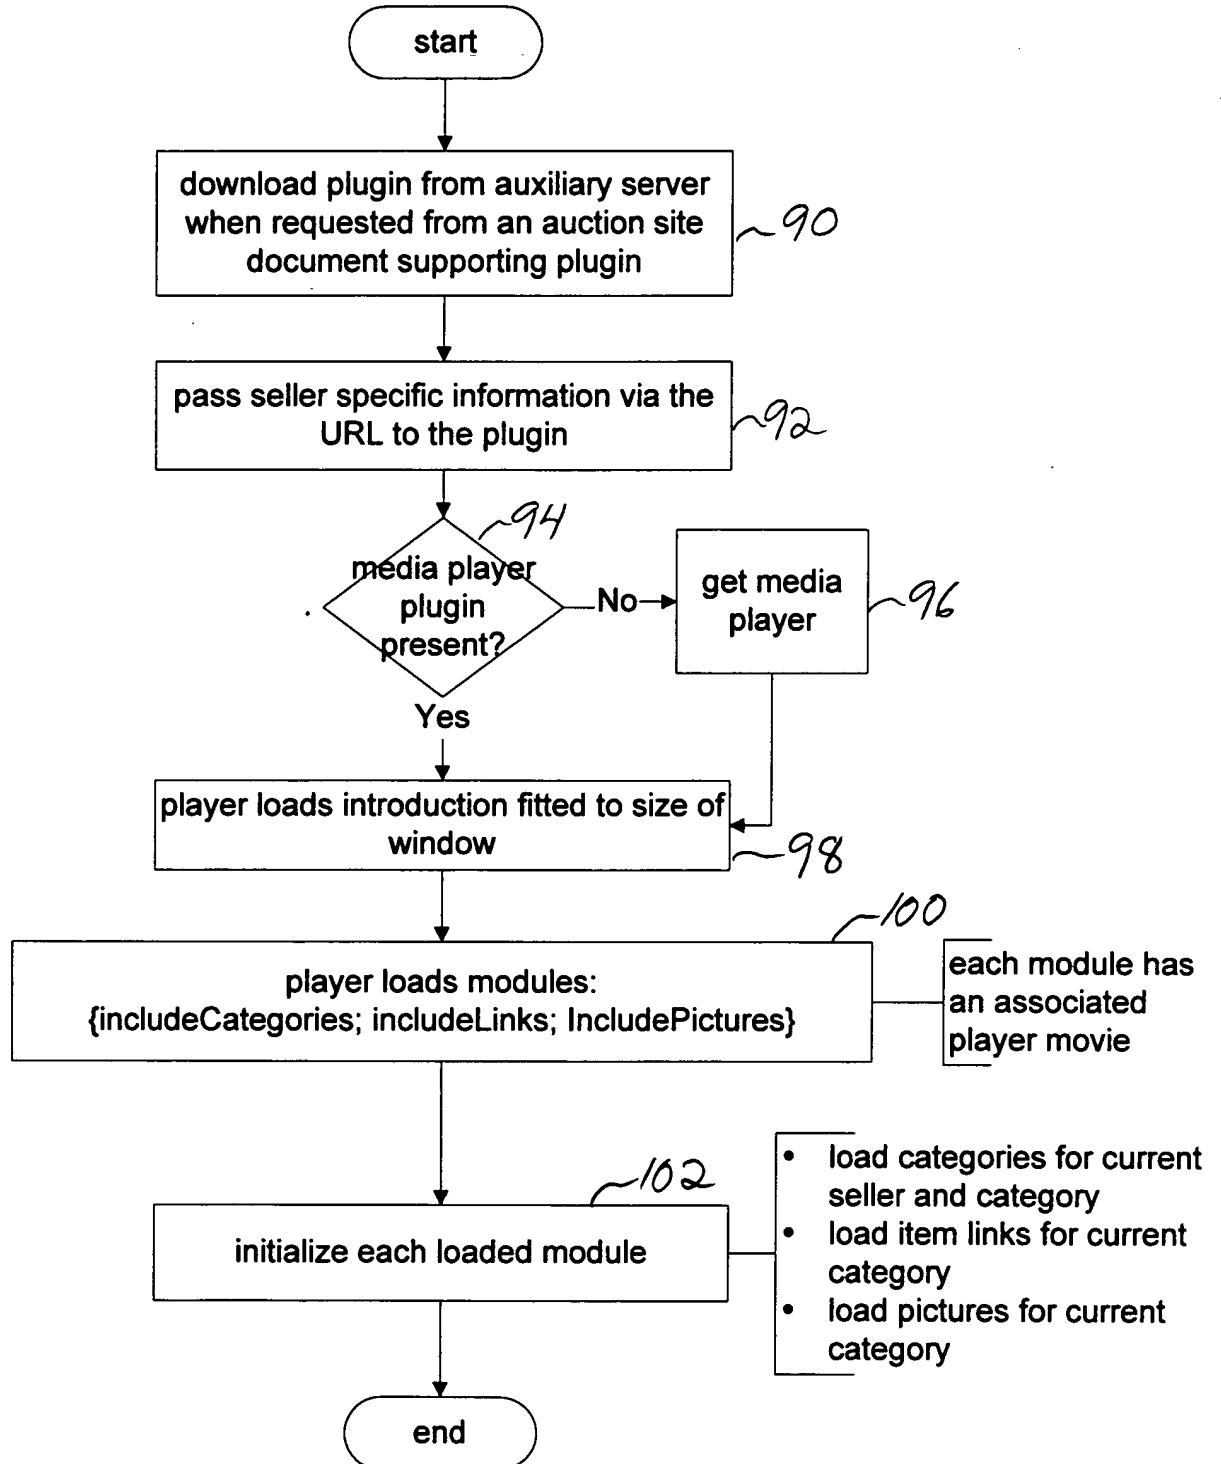 start
download plugin from auxiliary server
when requested from an auction site
document supporting plugin
90
pass seller specific information via the
URL to the plugin
92
94
media player
plugin
present?
No
get media
player
96
Yes
player loads introduction fitted to size of
window
98
100
player loads modules:
{includeCategories; includeLinks; IncludePictures}
each module has
an associated
player movie
102
initialize each loaded module
• load categories for current
seller and category
• load item links for current
category
• load pictures for current
category
end